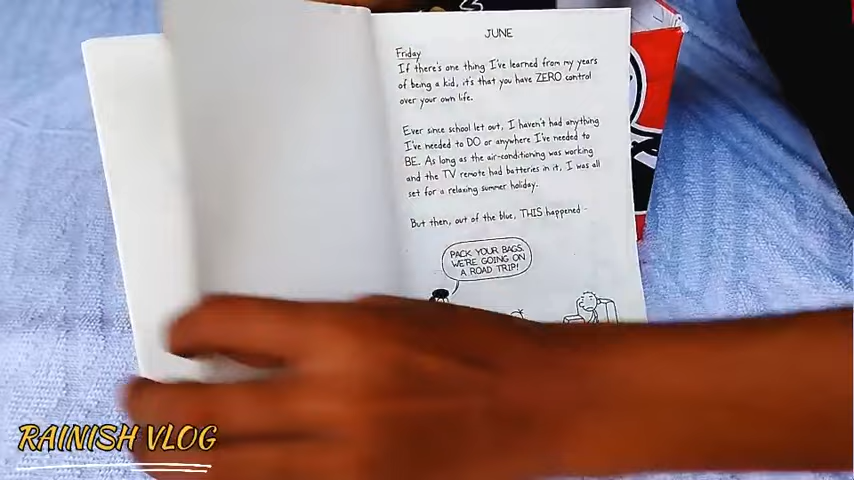 JUNE
Friday
If there's one thing I've learned from my years
of being a kid, it's that you have ZERO control
over your own life.
Ever since school let out, I haven't had anything
I've needed to DO or anywhere I've needed to
BE. As long as the air-conditioning was working
and the TV remote had batteries in it, I was all
set for a relaxing summer holiday.
But then, out of the blue, THIS happened -
PACK YOUR BAGS.
WE'RE GOING ON
A ROAD TRIP!
RAINISH VLOG